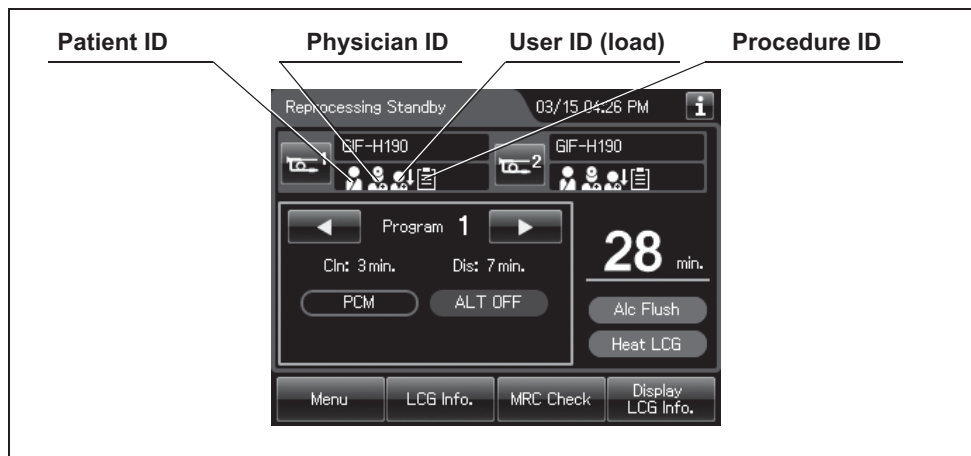 Patient ID Physician ID User ID (load) Procedure ID
Reprocessing Standby 03/15 04:26 PM i
1 GIF-H190 2 GIF-H190
Program 1
Cln: 3 min. Dis: 7 min.
28 min.
PCM ALT OFF
Alc Flush
Heat LCG
Menu LCG Info. MRC Check Display
LCG Info.